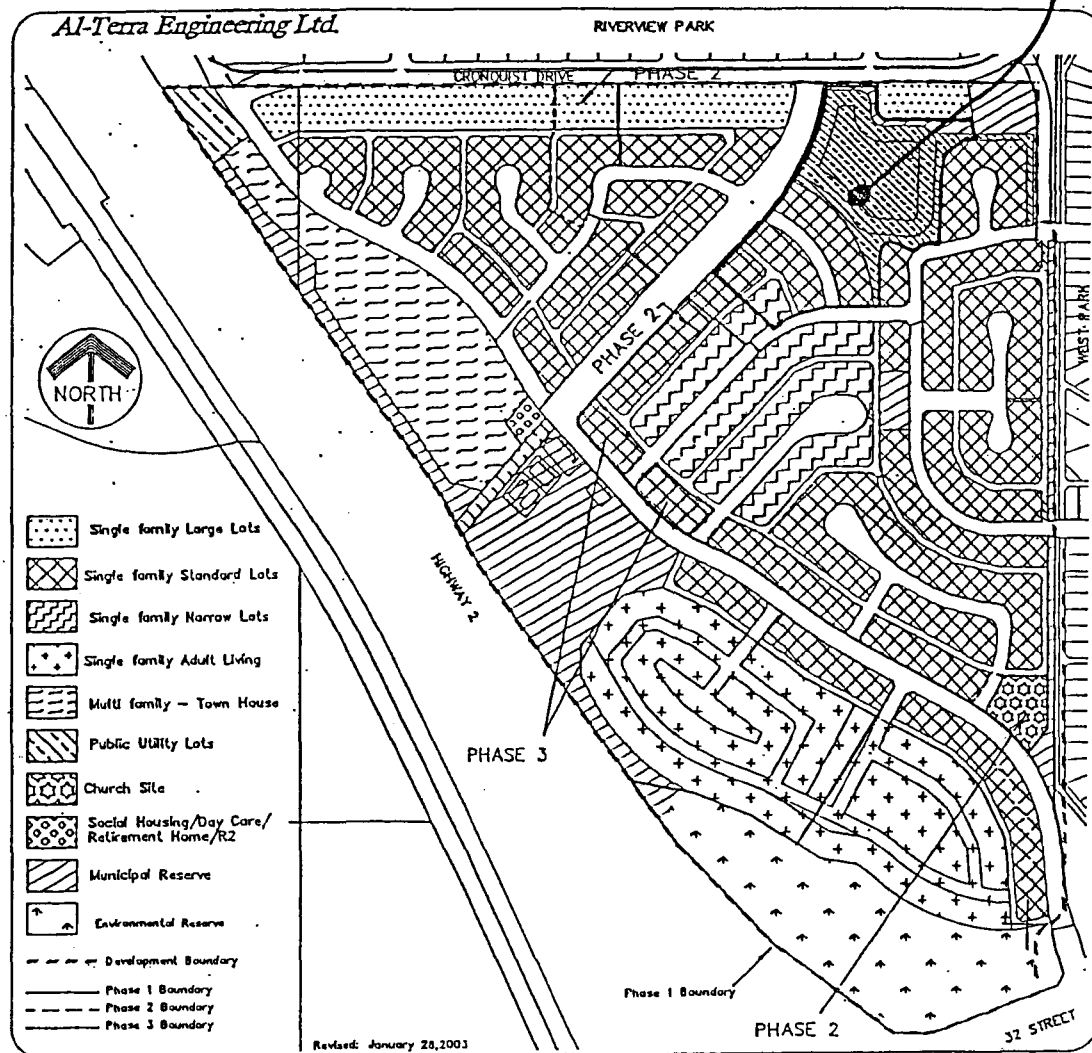 Al-Terra Engineering Ltd.
RIVERVIEW PARK
CRONQUIST DRIVE
PHASE 2
PHASE 2
WEST PARK
NORTH
HIGHWAY 2
Single family Large Lots
Single family Standard Lots
Single family Narrow Lots
Single family Adult Living
Multi family - Town House
Public Utility Lots
Church Site
Social Housing/Day Care/
Retirement Home/R2
Municipal Reserve
Environmental Reserve
Development Boundary
Phase 1 Boundary
Phase 2 Boundary
Phase 3 Boundary
PHASE 3
Phase 1 Boundary
PHASE 2
32 STREET
Revised: January 28,2003